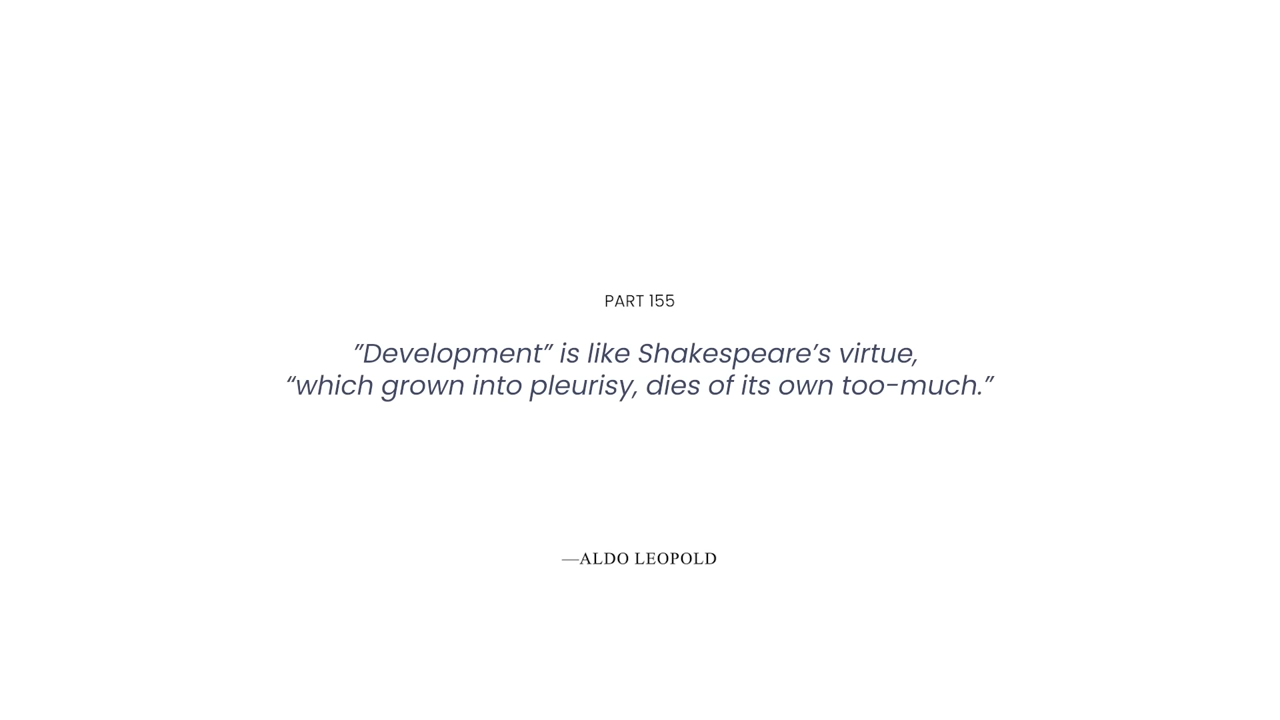 PART 155
”Development” is like Shakespeare’s virtue,
“which grown into pleurisy, dies of its own too-much.”
—ALDO LEOPOLD